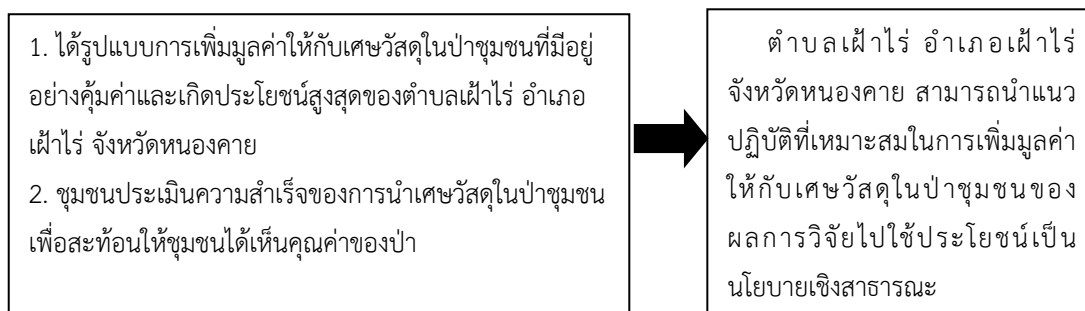 1. ได้รูปแบบการเพิ่มมูลค่าให้กับเศษวัสดุในป่าชุมชนที่มีอยู่
อย่างคุ้มค่าและเกิดประโยชน์สูงสุดของตำบลเฝ้าไร่ อำเภอ
เฝ้าไร่ จังหวัดหนองคาย
2. ชุมชนประเมินความสำเร็จของการนำเศษวัสดุในป่าชุมชน
เพื่อสะท้อนให้ชุมชนได้เห็นคุณค่าของป่า
ตำบลเฝ้าไร่ อำเภอเฝ้าไร่
จังหวัดหนองคาย สามารถนำแนว
ปฏิบัติที่เหมาะสมในการเพิ่มมูลค่า
ให้กับเศษวัสดุในป่าชุมชนของ
ผลการวิจัยไปใช้ประโยชน์เป็น
นโยบายเชิงสาธารณะ